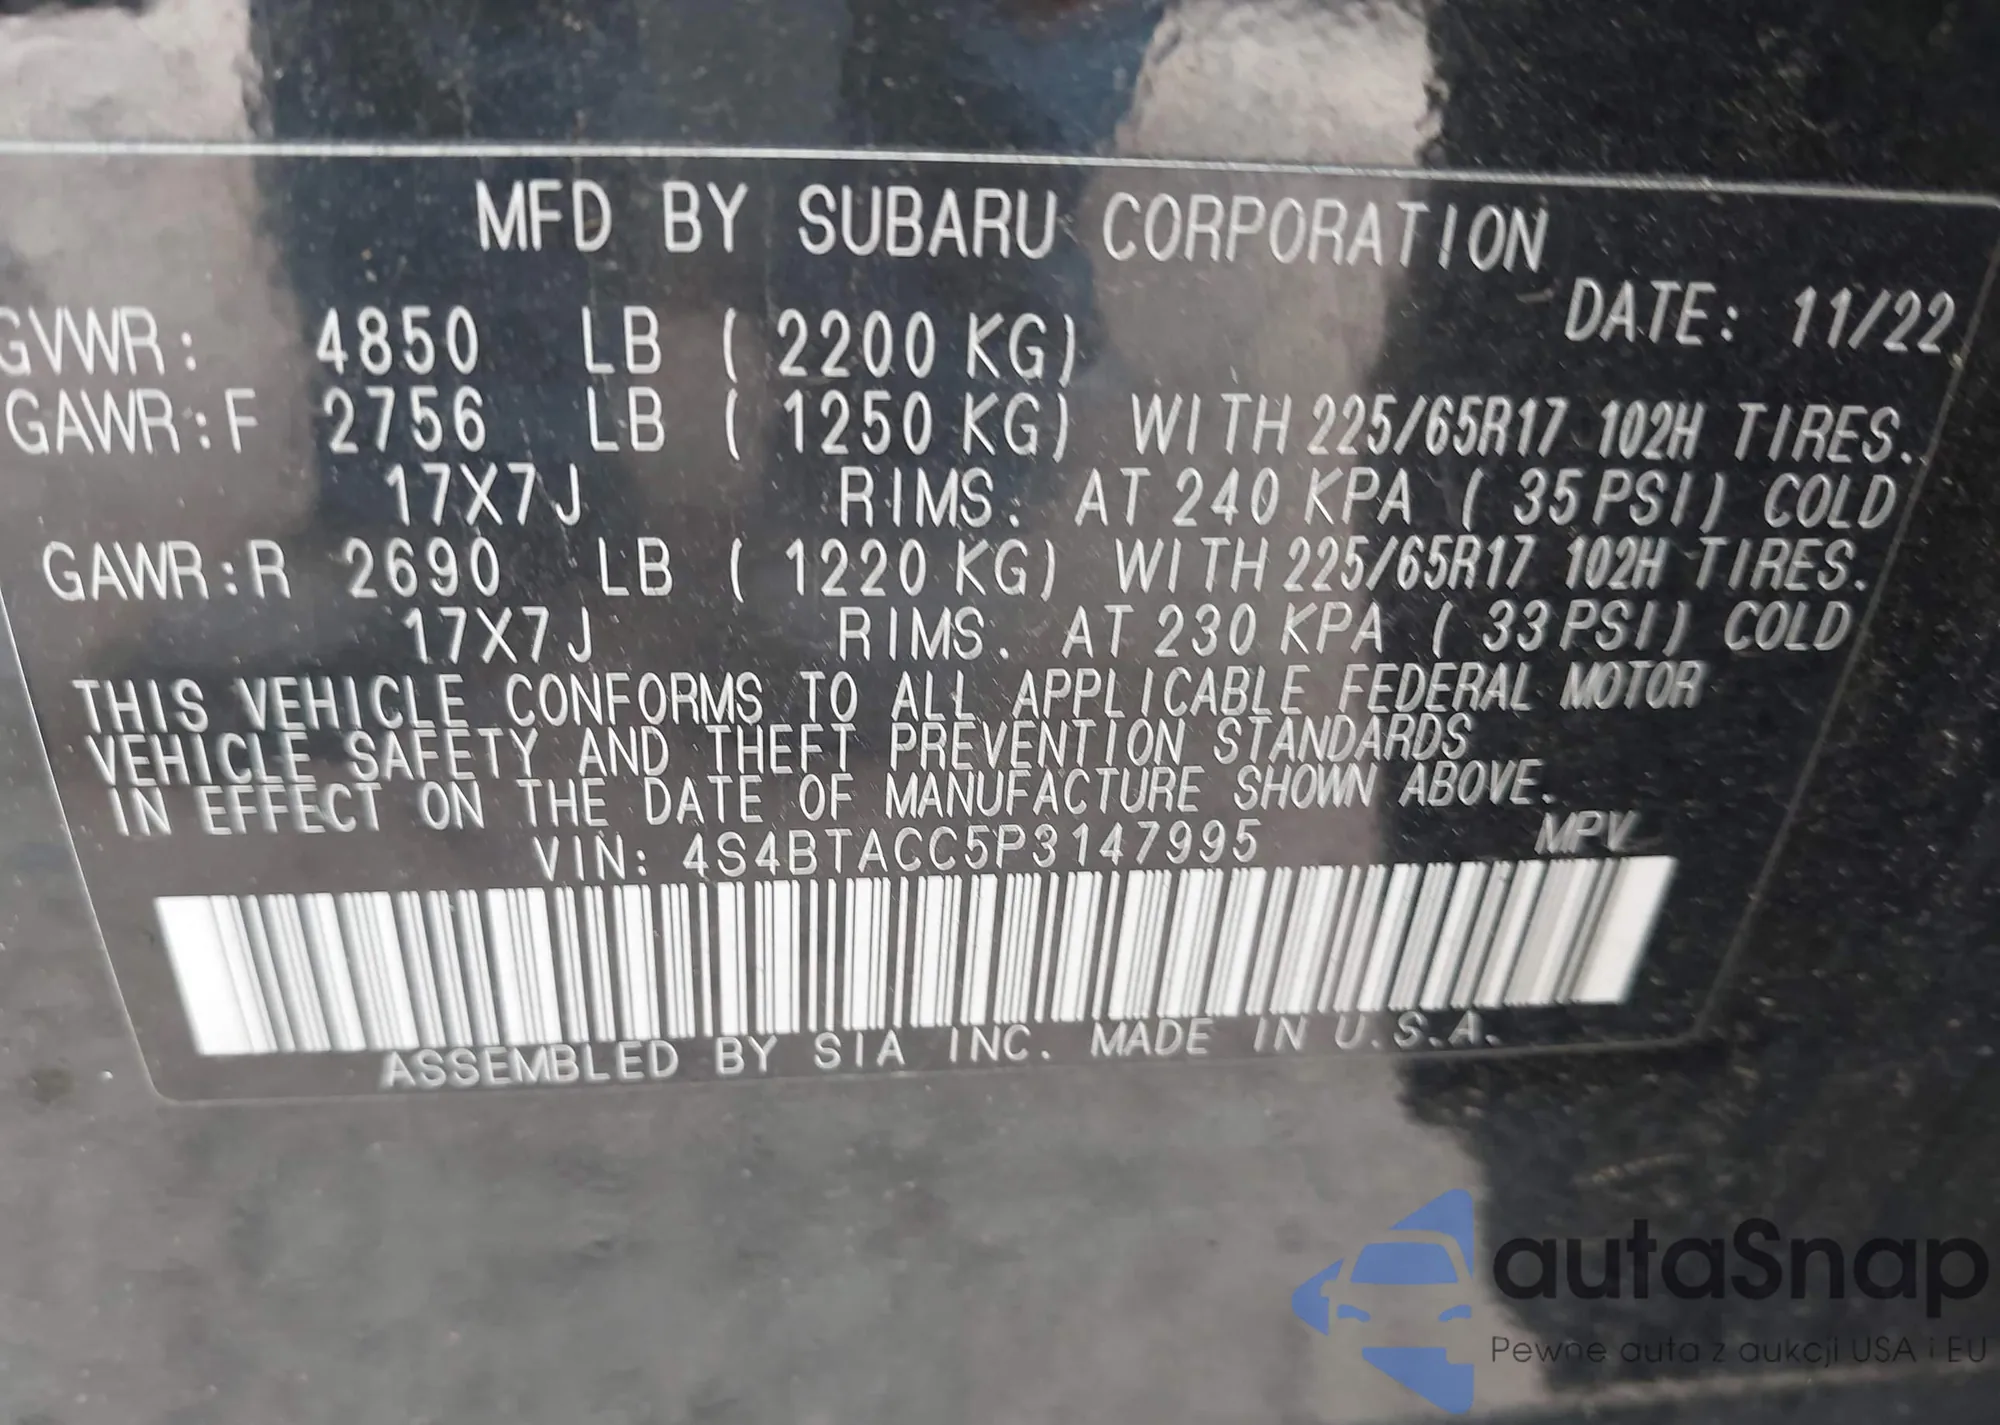 MFD BY SUBARU CORPORATION
DATE: 11/22
GVWR: 4850 LB ( 2200 KG)
GAWR:F 2756 LB ( 1250 KG) WITH 225/65R17 102H TIRES.
17X7J RIMS. AT 240 KPA ( 35 PSI) COLD
GAWR:R 2690 LB ( 1220 KG) WITH 225/65R17 102H TIRES.
17X7J RIMS. AT 230 KPA ( 33 PSI) COLD
THIS VEHICLE CONFORMS TO ALL APPLICABLE FEDERAL MOTOR
VEHICLE SAFETY AND THEFT PREVENTION STANDARDS
IN EFFECT ON THE DATE OF MANUFACTURE SHOWN ABOVE.
VIN: 4S4BTACC5P3147995 MPV
ASSEMBLED BY SIA INC. MADE IN U.S.A.
autaSnap
Pewne auta z aukcji USA i EU